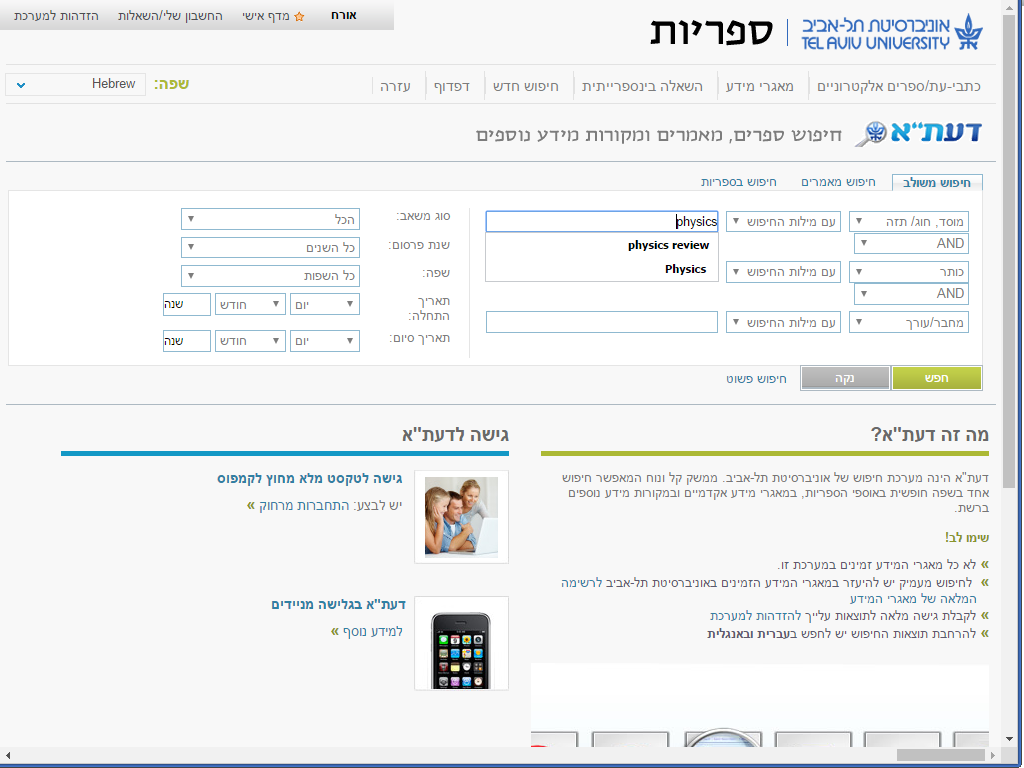 אורח
מדף אישי
החשבון שלי/השאלות
הזדהות למערכת
אוניברסיטת תל-אביב
TEL AVIV UNIVERSITY
ספריות
כתבי-עת/ספרים אלקטרוניים
מאגרי מידע
השאלה בינספרייתית
חיפוש חדש
דפדוף
עזרה
שפה:
Hebrew
דעת"א
חיפוש ספרים, מאמרים ומקורות מידע נוספים
חיפוש משולב
חיפוש מאמרים
חיפוש בספריות
מוסד, חוג/ תזה
עם מילות החיפוש
physics
physics review
Physics
AND
כותר
עם מילות החיפוש
AND
מחבר/עורך
עם מילות החיפוש
סוג משאב:
הכל
שנת פרסום:
כל השנים
שפה:
כל השפות
תאריך
התחלה:
יום
חודש
שנה
תאריך סיום:
יום
חודש
שנה
חפש
נקה
חיפוש פשוט
מה זה דעת"א?
דעת"א הינה מערכת חיפוש של אוניברסיטת תל-אביב. ממשק קל ונוח המאפשר חיפוש
אחד בשפה חופשית באוספי הספריות, במאגרי מידע אקדמיים ובמקורות מידע נוספים
ברשת.
שימו לב!
» לא כל מאגרי המידע זמינים במערכת זו.
» לחיפוש מעמיק יש להיעזר במאגרי המידע הזמינים באוניברסיטת תל-אביב לרשימה
המלאה של מאגרי המידע
» לקבלת גישה מלאה לתוצאות עלייך להזדהות למערכת
» להרחבת תוצאות החיפוש יש לחפש בעברית ובאנגלית
גישה לדעת"א
גישה לטקסט מלא מחוץ לקמפוס
יש לבצע: התחברות מרחוק »
דעת"א בגלישה מניידים
למידע נוסף »